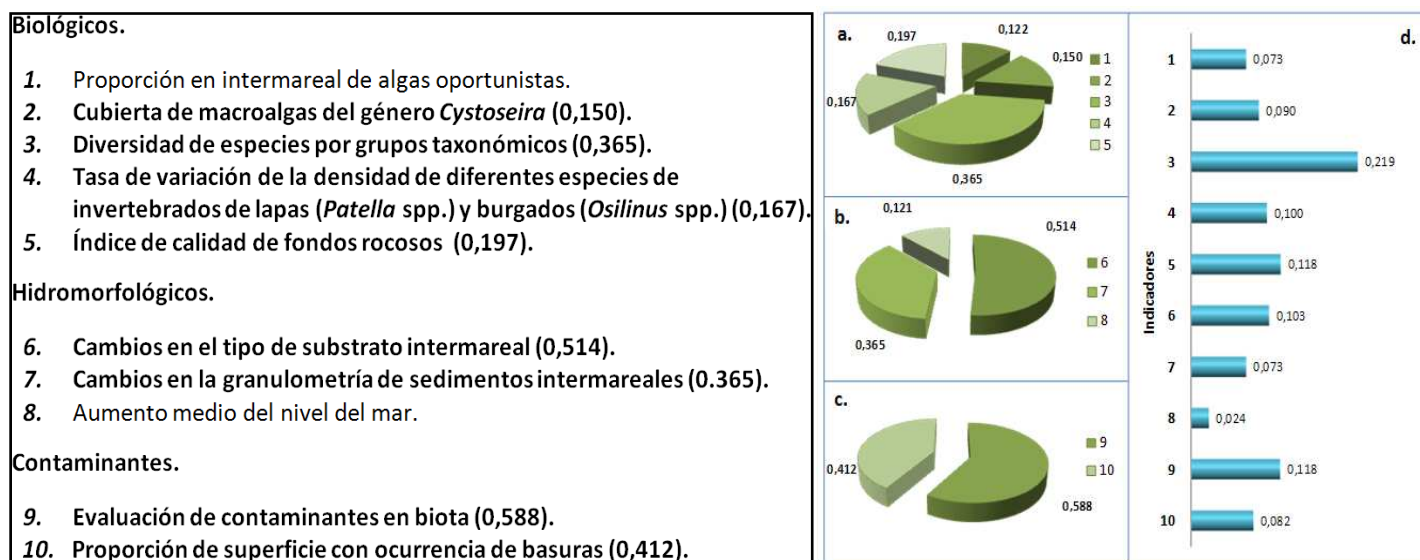 Biológicos.
1. Proporción en intermareal de algas oportunistas.
2. Cubierta de macroalgas del género Cystoseira (0,150).
3. Diversidad de especies por grupos taxonómicos (0,365).
4. Tasa de variación de la densidad de diferentes especies de
invertebrados de lapas (Patella spp.) y burgados (Osilinus spp.) (0,167).
5. Índice de calidad de fondos rocosos (0,197).
Hidromorfológicos.
6. Cambios en el tipo de substrato intermareal (0,514).
7. Cambios en la granulometría de sedimentos intermareales (0.365).
8. Aumento medio del nivel del mar.
Contaminantes.
9. Evaluación de contaminantes en biota (0,588).
10. Proporción de superficie con ocurrencia de basuras (0,412).
a.
0,197
0,122
0,150
0,167
0,365
1
2
3
4
5
b.
0,121
0,514
0,365
6
7
8
c.
0,412
0,588
9
10
d.
Indicadores
1 0,073
2 0,090
3 0,219
4 0,100
5 0,118
6 0,103
7 0,073
8 0,024
9 0,118
10 0,082